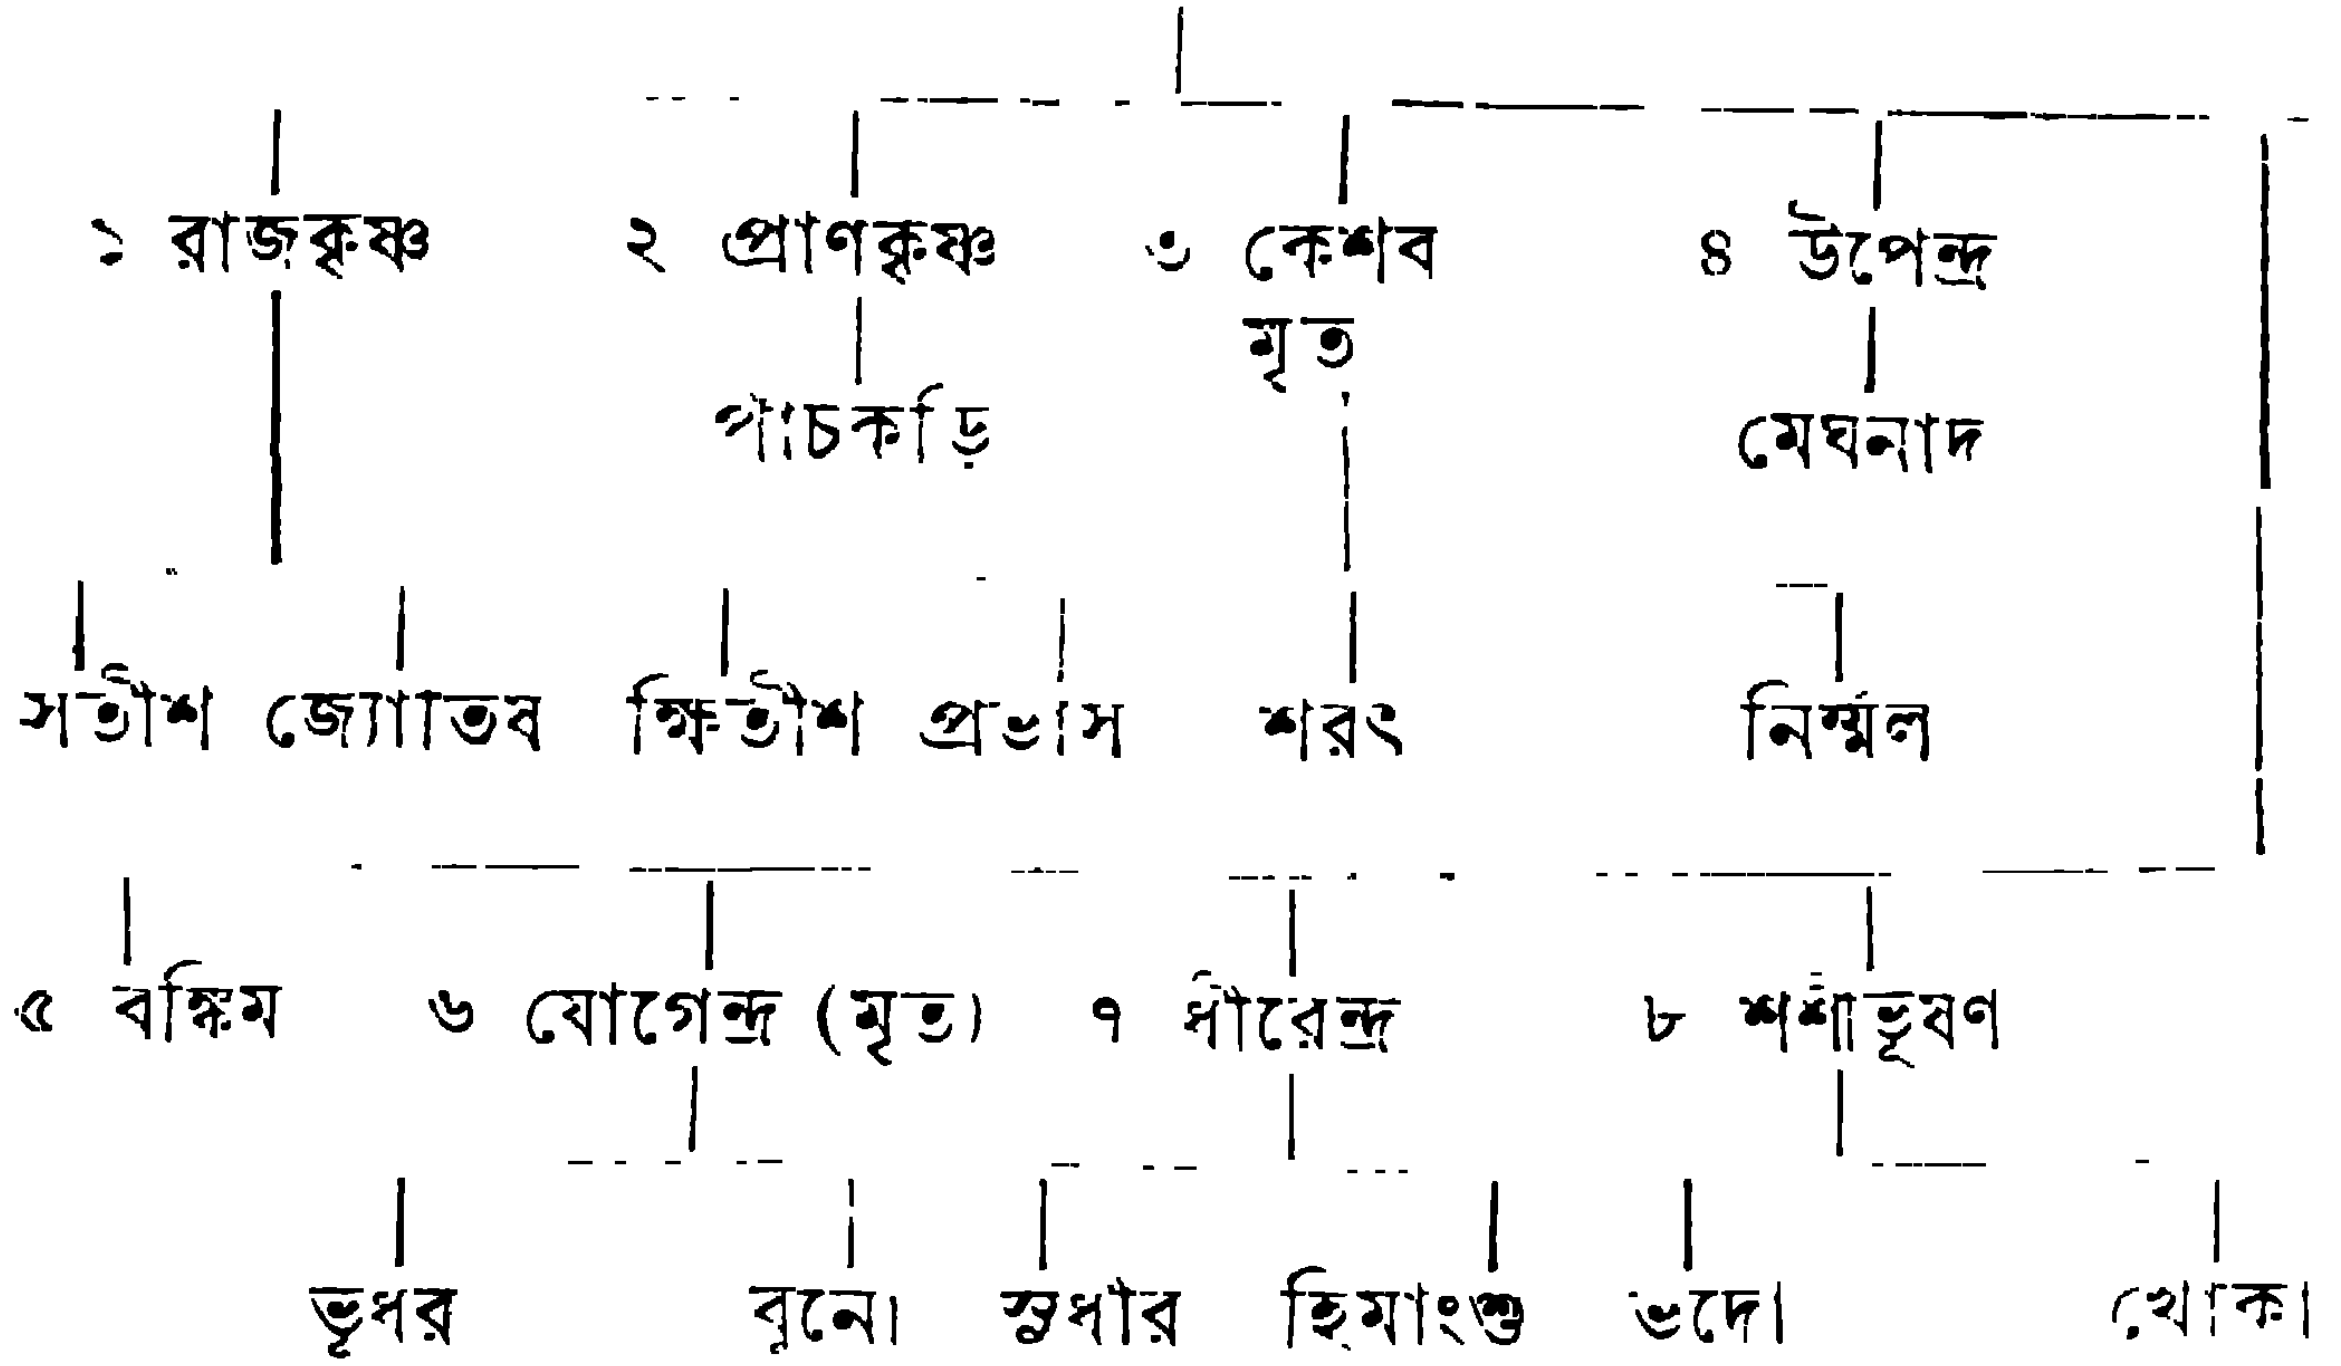 ১ রাজকৃষ্ণ ২ প্রাণকৃষ্ণ ৩ কেশব ৪ উপেন্দ্র
মৃত
পাঁচকড়ি মেঘনাদ
সতীশ জ্যোতিষ ক্ষিতীশ প্রভাস শরৎ নির্ম্মল
৫ বঙ্কিম ৬ যোগেন্দ্র (মৃত) ৭ ধীরেন্দ্র ৮ শশীভূষণ
ভূধর বুনো সুধীর হিমাংশু ভদো খোকা